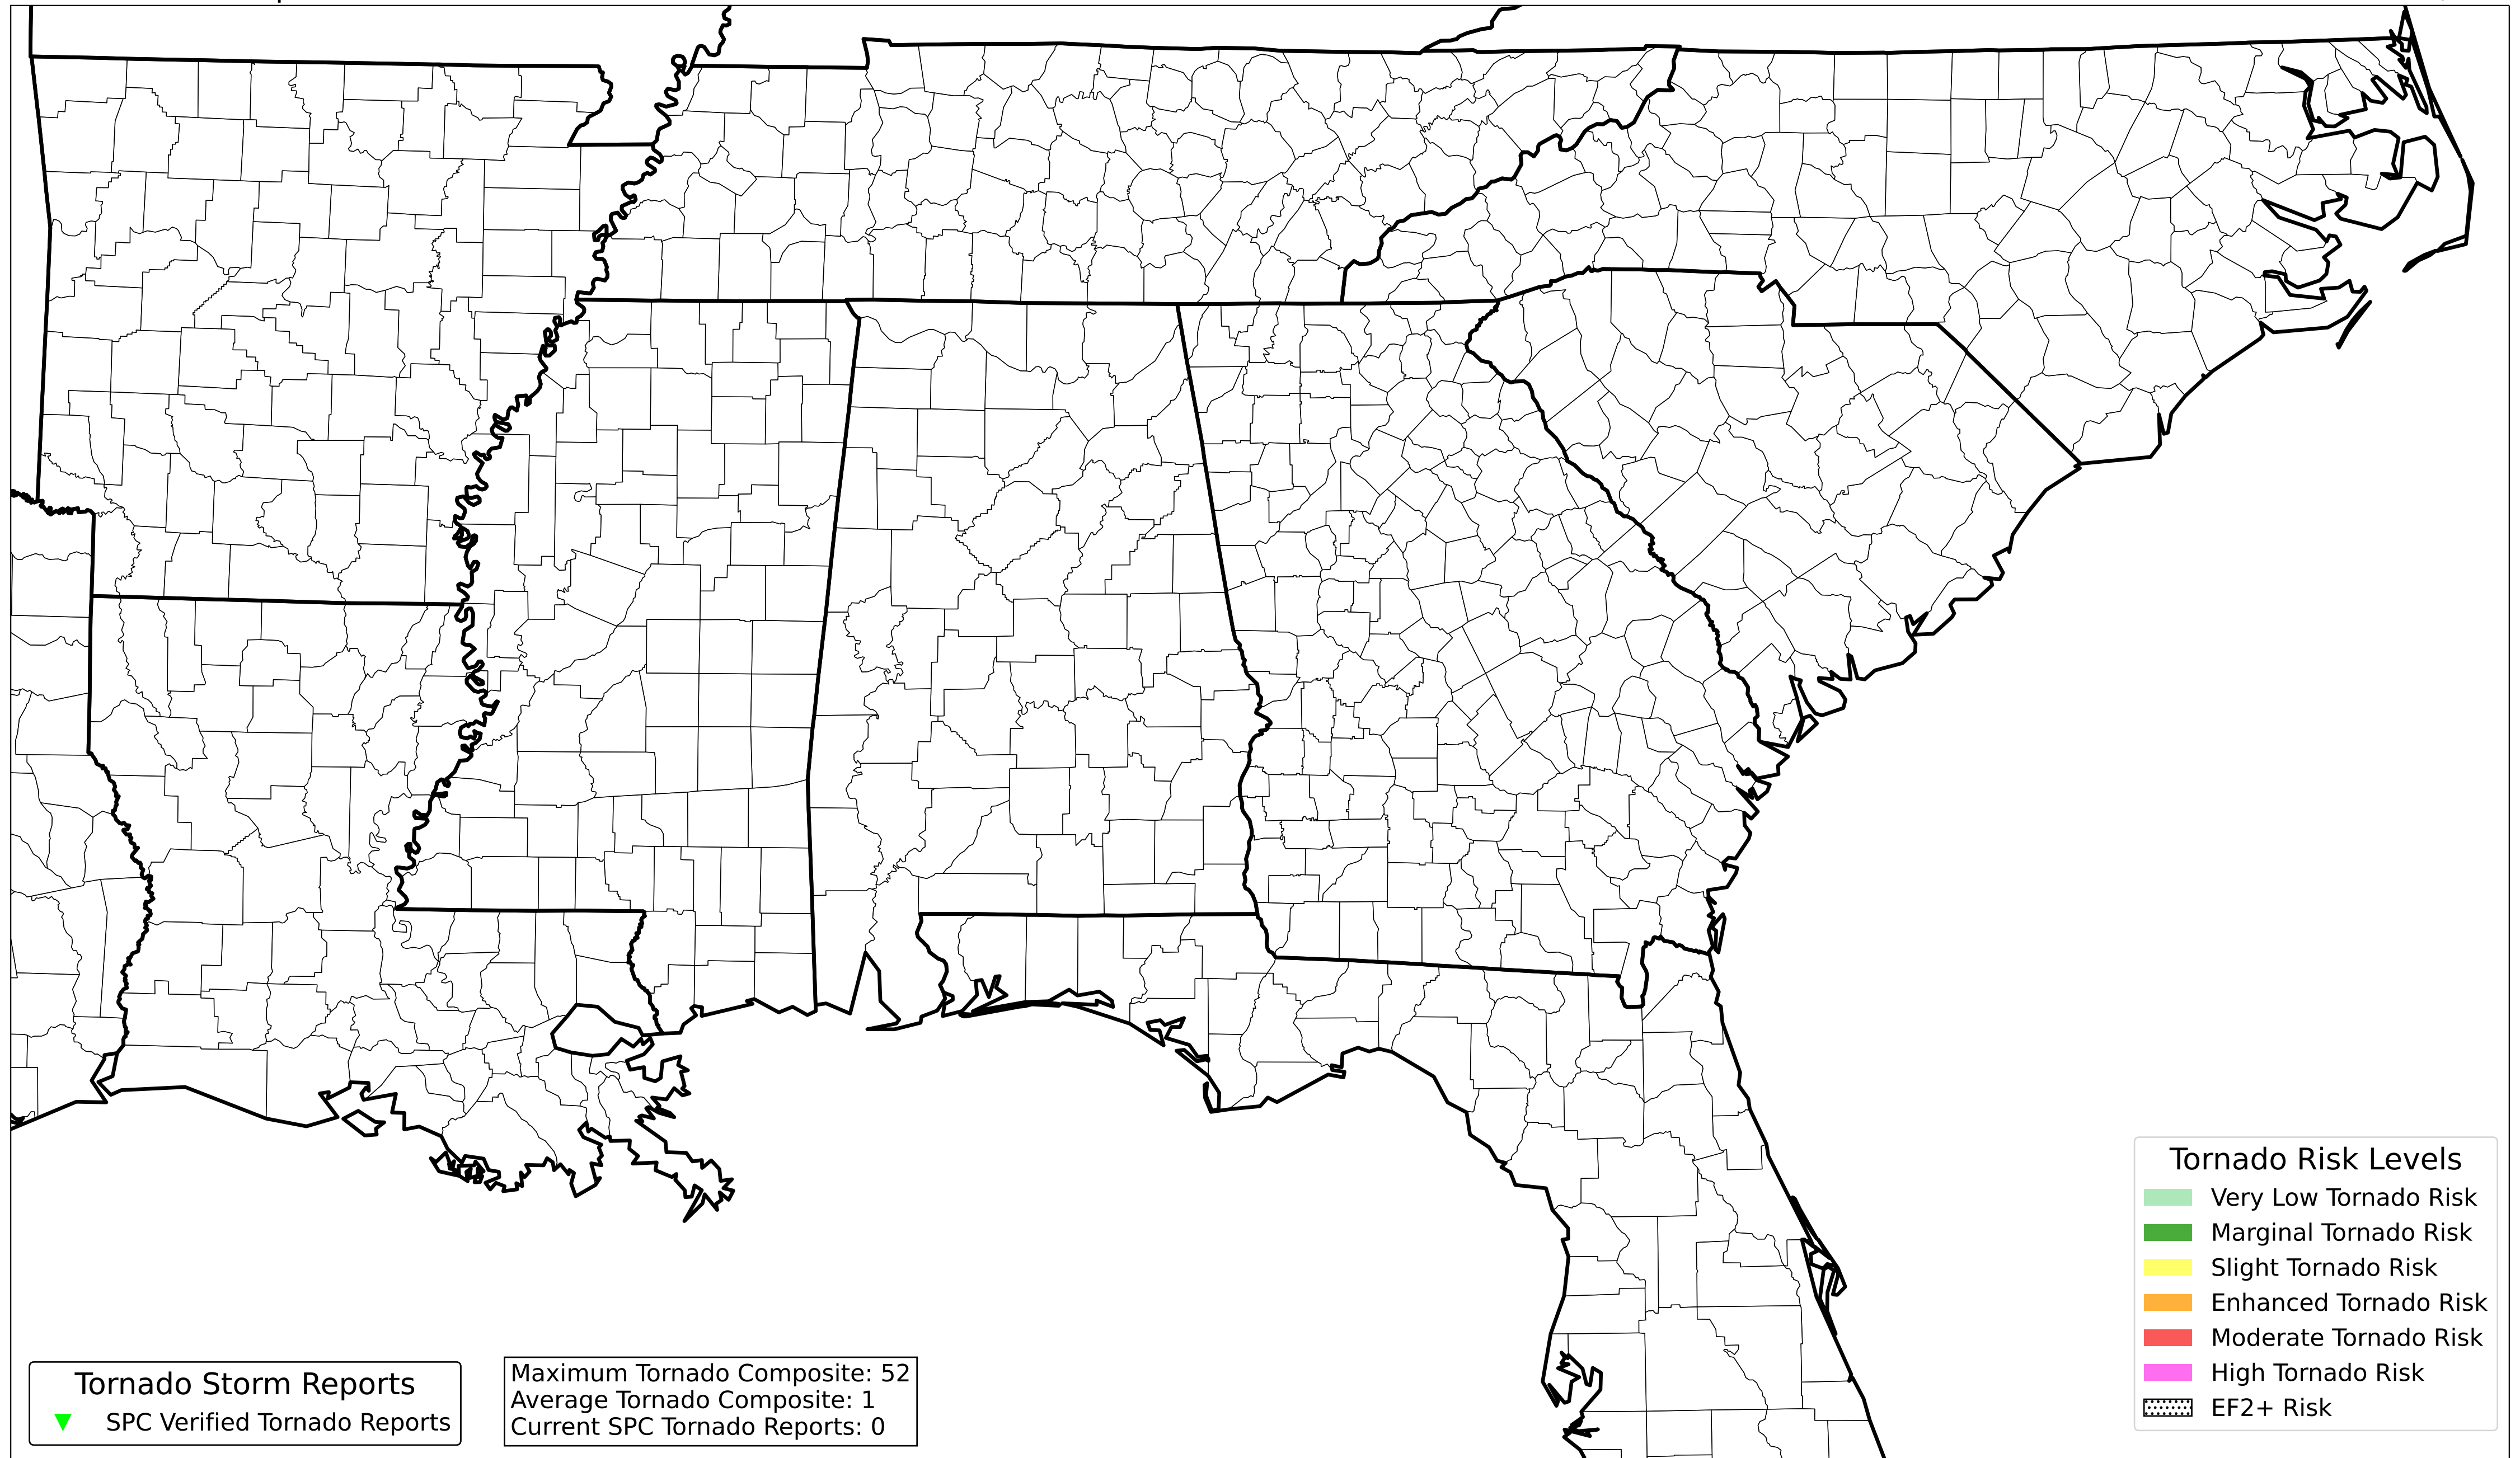 Tornado Risk Levels
Very Low Tornado Risk
Marginal Tornado Risk
Slight Tornado Risk
Enhanced Tornado Risk
Moderate Tornado Risk
High Tornado Risk
EF2+ Risk
Tornado Storm Reports
SPC Verified Tornado Reports
Maximum Tornado Composite: 52
Average Tornado Composite: 1
Current SPC Tornado Reports: 0